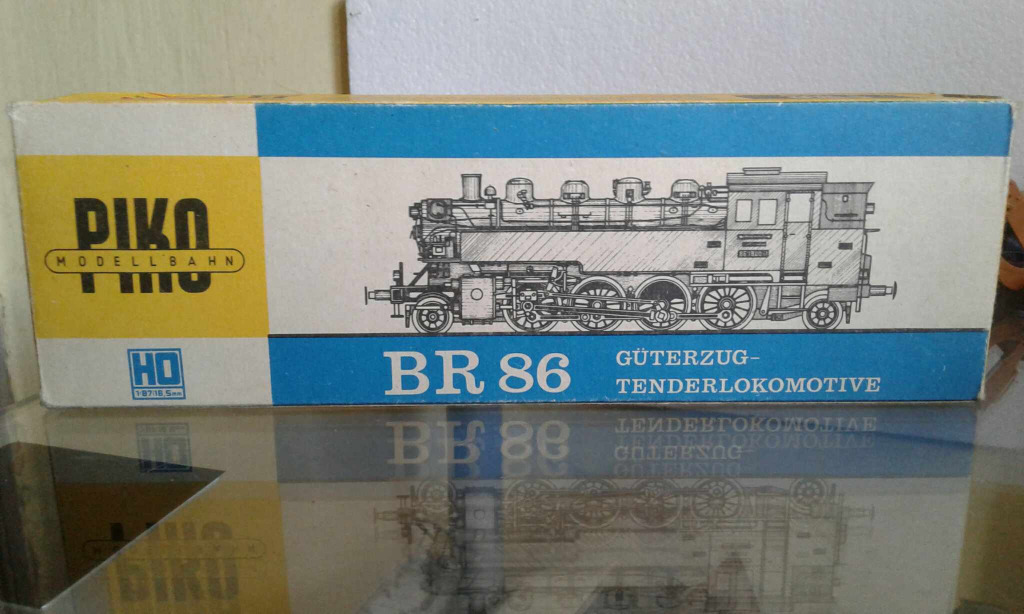 PIKO
MODELLBAHN
HO
1:87/16,5mm
BR 86
GÜTERZUG-
TENDERLOKOMOTIVE